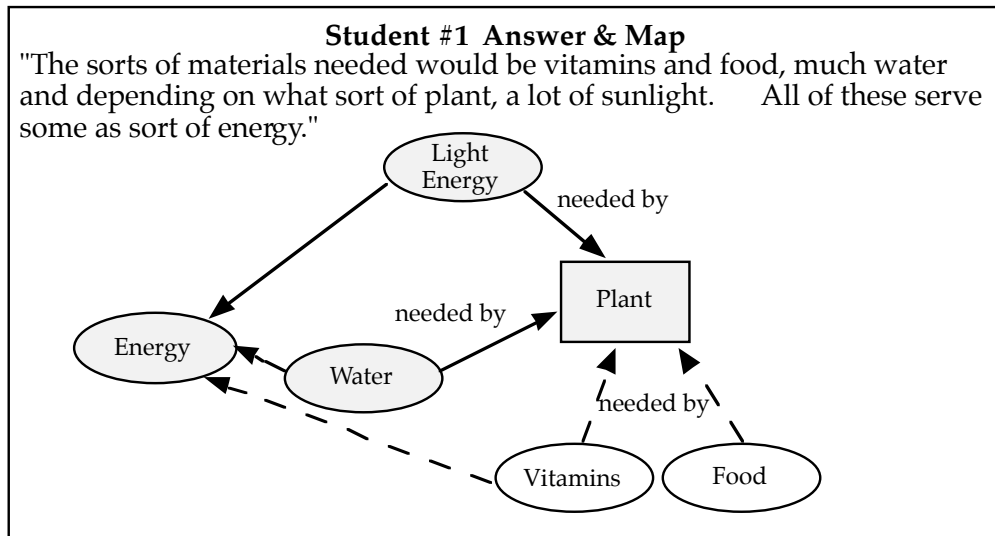 Student #1 Answer & Map
"The sorts of materials needed would be vitamins and food, much water
and depending on what sort of plant, a lot of sunlight. All of these serve
some as sort of energy."
Light
Energy
needed by
Plant
needed by
Energy
Water
needed by
Vitamins
Food